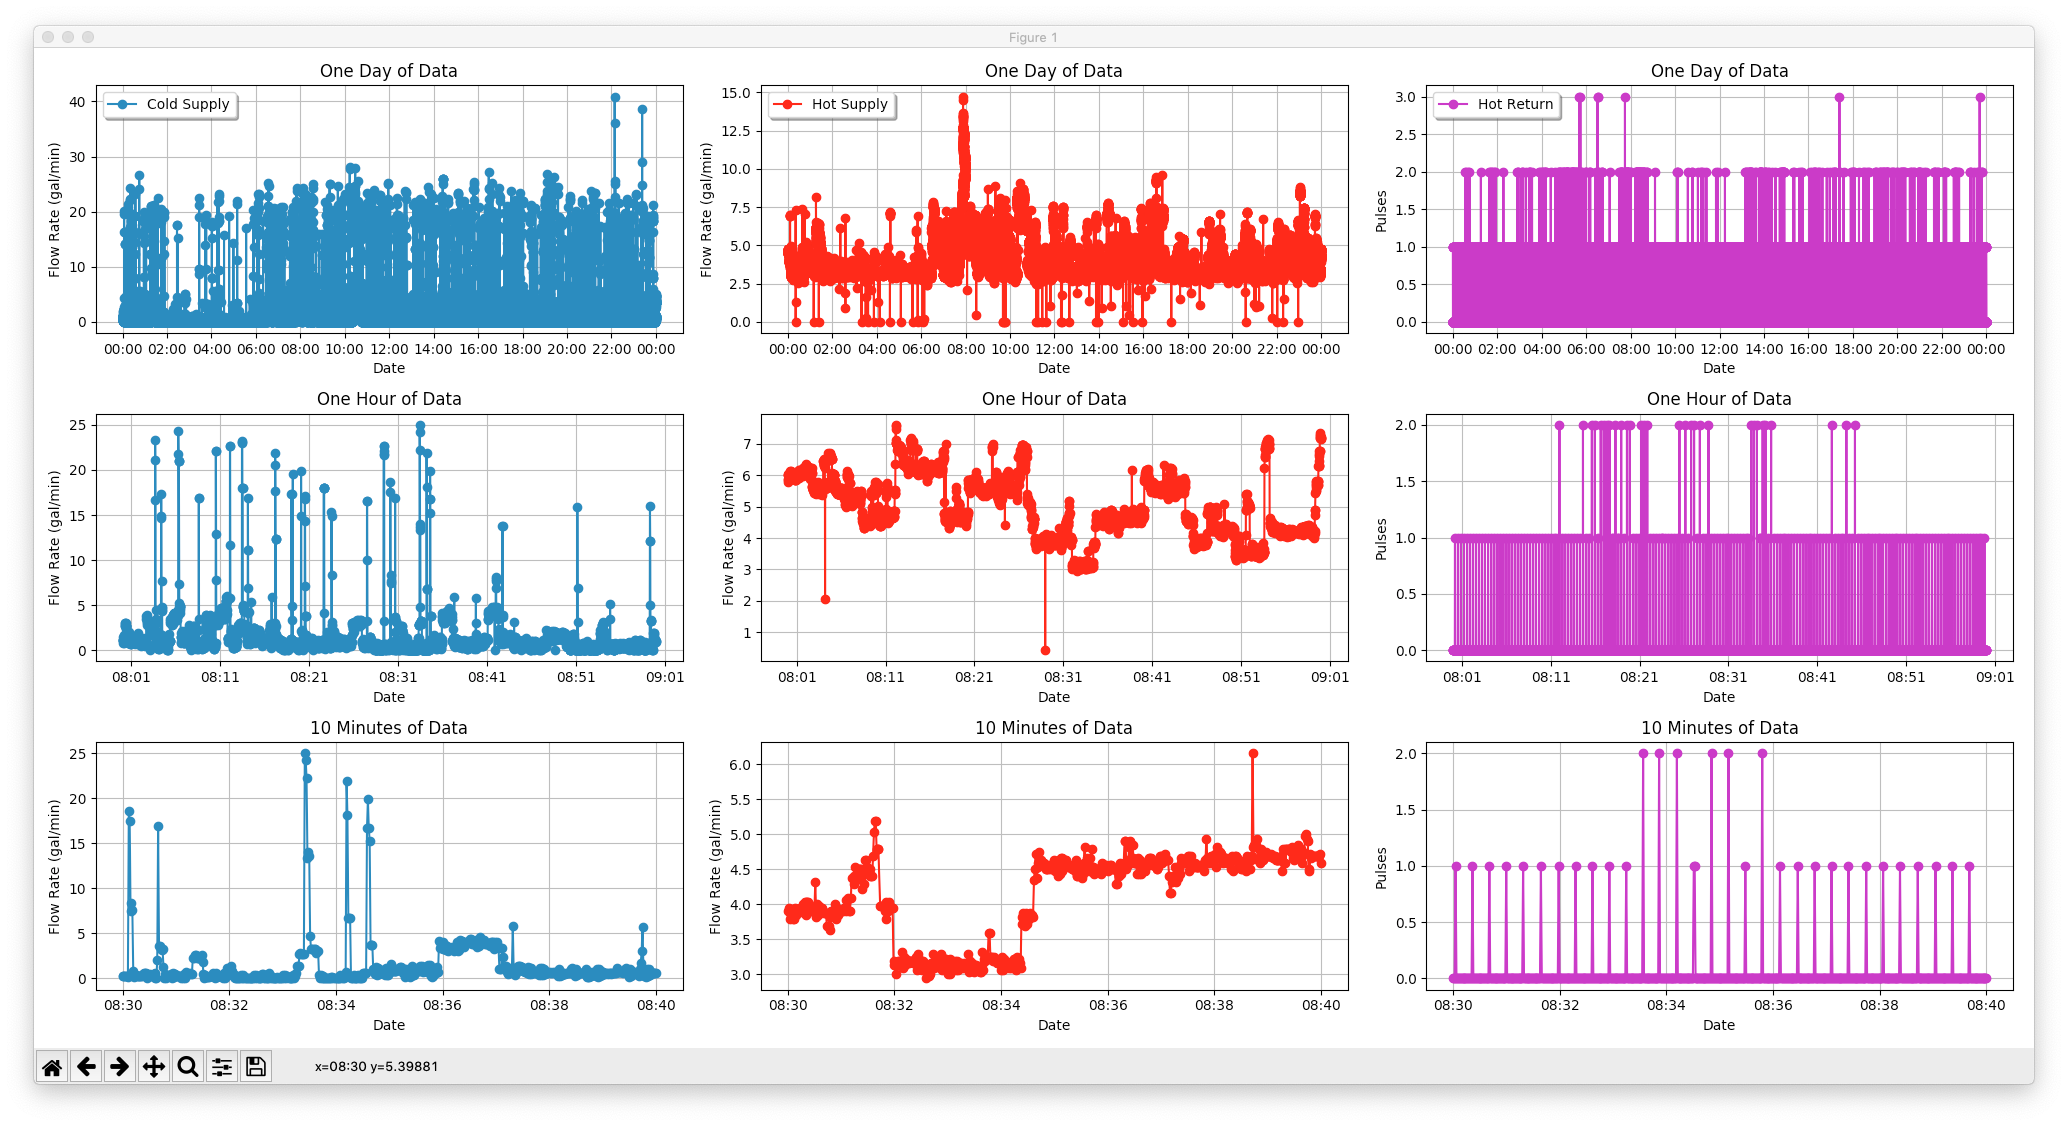 Figure 1
One Day of Data
Cold Supply
Flow Rate (gal/min)
40
30
20
10
0
00:00 02:00 04:00 06:00 08:00 10:00 12:00 14:00 16:00 18:00 20:00 22:00 00:00
Date
One Day of Data
Hot Supply
Flow Rate (gal/min)
15.0
12.5
10.0
7.5
5.0
2.5
0.0
00:00 02:00 04:00 06:00 08:00 10:00 12:00 14:00 16:00 18:00 20:00 22:00 00:00
Date
One Day of Data
Hot Return
Pulses
3.0
2.5
2.0
1.5
1.0
0.5
0.0
00:00 02:00 04:00 06:00 08:00 10:00 12:00 14:00 16:00 18:00 20:00 22:00 00:00
Date
One Hour of Data
Flow Rate (gal/min)
25
20
15
10
5
0
08:01 08:11 08:21 08:31 08:41 08:51 09:01
Date
One Hour of Data
Flow Rate (gal/min)
7
6
5
4
3
2
1
08:01 08:11 08:21 08:31 08:41 08:51 09:01
Date
One Hour of Data
Pulses
2.0
1.5
1.0
0.5
0.0
08:01 08:11 08:21 08:31 08:41 08:51 09:01
Date
10 Minutes of Data
Flow Rate (gal/min)
25
20
15
10
5
0
08:30 08:32 08:34 08:36 08:38 08:40
Date
10 Minutes of Data
Flow Rate (gal/min)
6.0
5.5
5.0
4.5
4.0
3.5
3.0
08:30 08:32 08:34 08:36 08:38 08:40
Date
10 Minutes of Data
Pulses
2.0
1.5
1.0
0.5
0.0
08:30 08:32 08:34 08:36 08:38 08:40
Date
x=08:30 y=5.39881